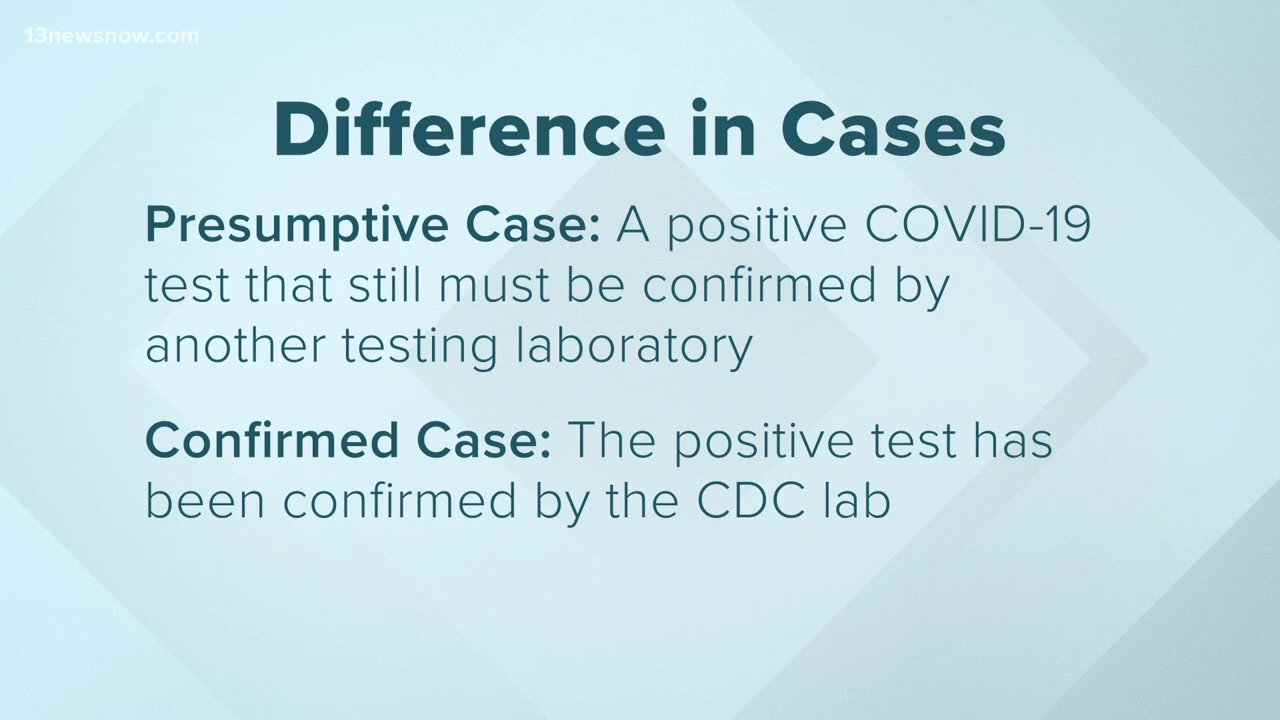 13newsnow.com
Difference in Cases
Presumptive Case: A positive COVID-19
test that still must be confirmed by
another testing laboratory
Confirmed Case: The positive test has
been confirmed by the CDC lab